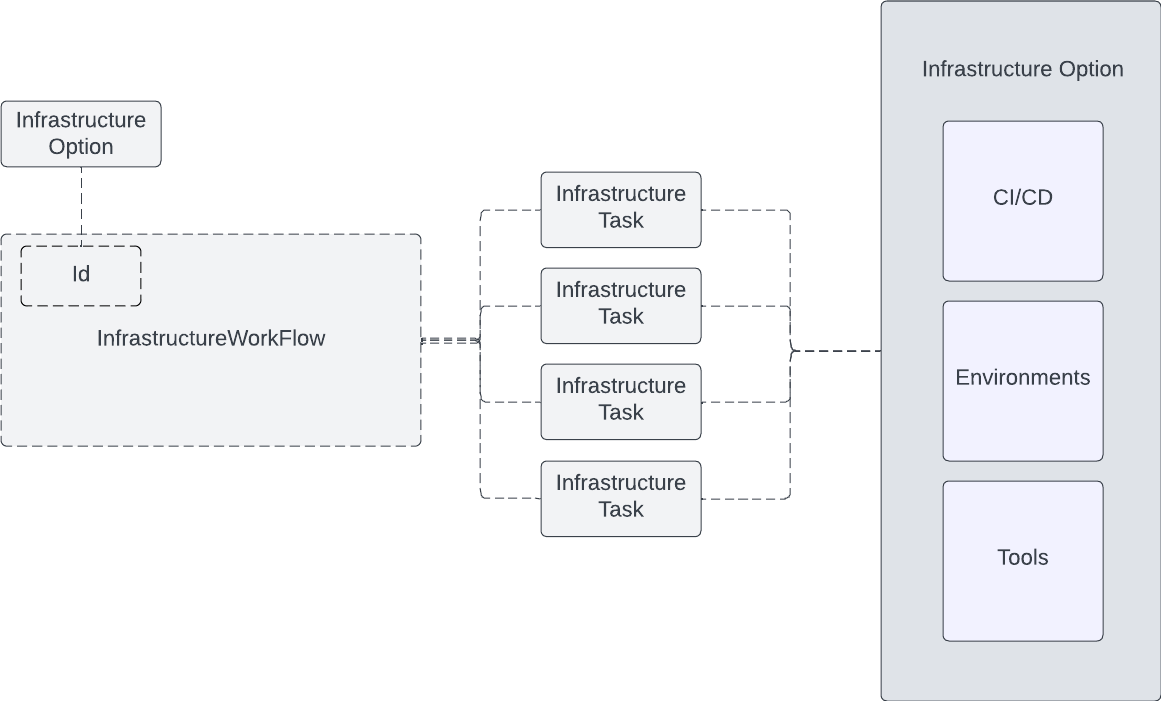 Infrastructure
Option
Id
InfrastructureWorkFlow
Infrastructure
Task
Infrastructure
Task
Infrastructure
Task
Infrastructure
Task
Infrastructure Option
CI/CD
Environments
Tools